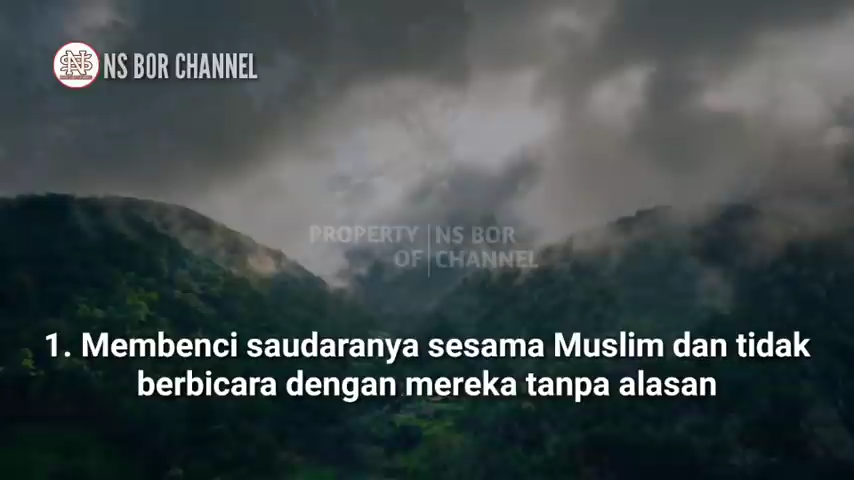 NS BOR CHANNEL
PROPERTY OF | NS BOR CHANNEL
1. Membenci saudaranya sesama Muslim dan tidak
berbicara dengan mereka tanpa alasan